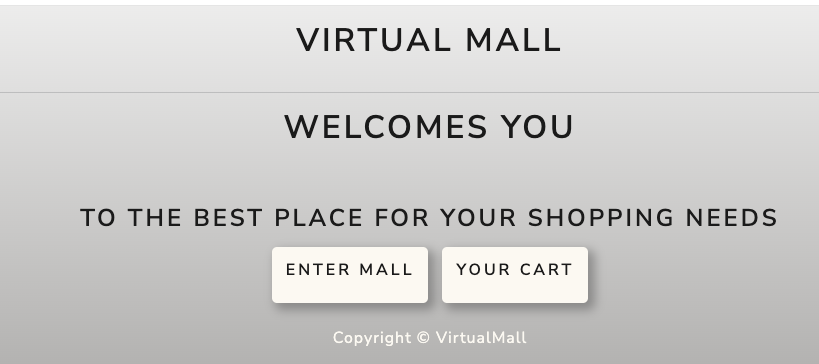 VIRTUAL MALL
WELCOMES YOU
TO THE BEST PLACE FOR YOUR SHOPPING NEEDS
ENTER MALL YOUR CART
Copyright © VirtualMall